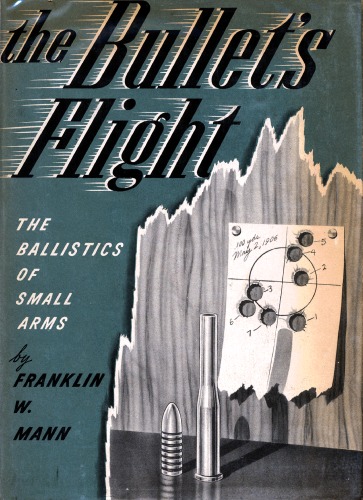 the Bullet's
Flight
THE
BALLISTICS
OF
SMALL
ARMS
by
FRANKLIN
W.
MANN
100 yds.
May 2, 1906
5
4
2
3
6
7
1